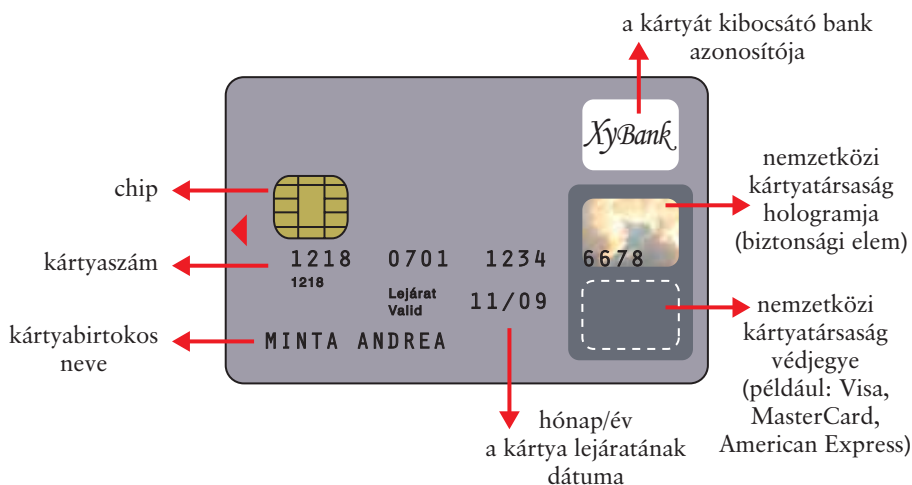 a kártyát kibocsátó bank
azonosítója
XyBank
chip
nemzetközi
kártyatársaság
hologramja
(biztonsági elem)
kártyaszám
1218 0701 1234 6678
1218
Lejárat
Valid
11/09
kártyabirtokos
neve
MINTA ANDREA
nemzetközi
kártyatársaság
védjegye
(például: Visa,
MasterCard,
American Express)
hónap/év
a kártya lejáratának
dátuma